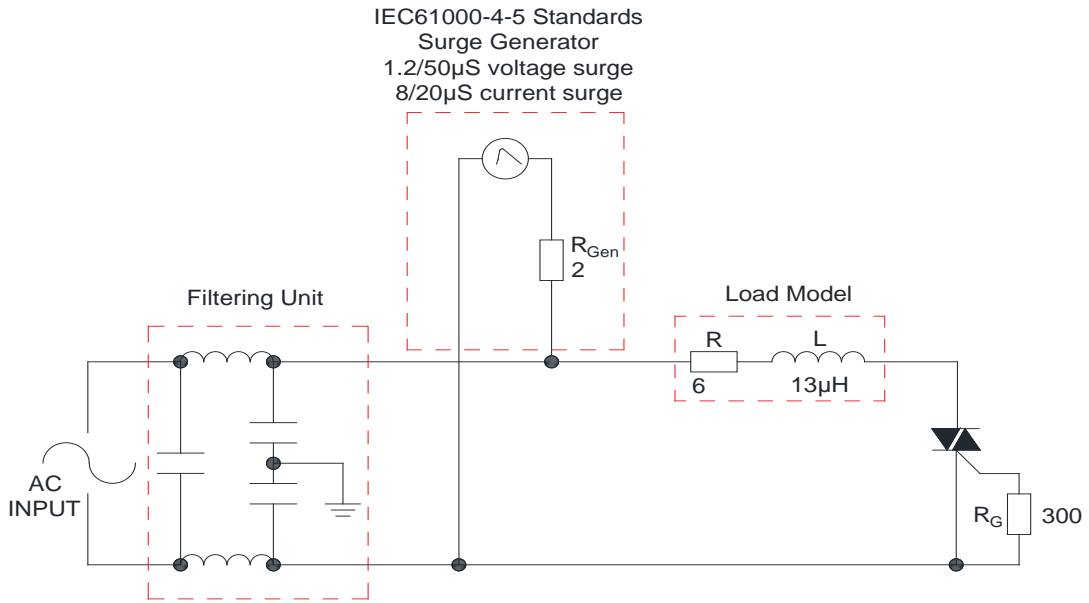 IEC61000-4-5 Standards
Surge Generator
1.2/50µS voltage surge
8/20µS current surge
RGen
2
Filtering Unit
Load Model
R
L
6
13µH
AC
INPUT
RG
300